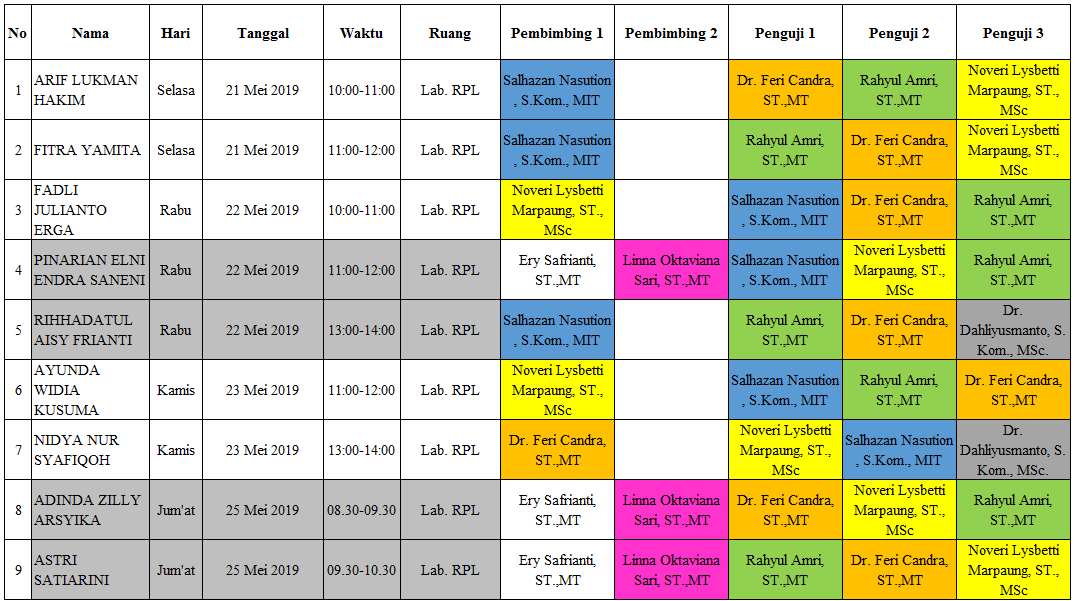 No Nama Hari Tanggal Waktu Ruang Pembimbing 1 Pembimbing 2 Penguji 1 Penguji 2 Penguji 3
1 ARIF LUKMAN HAKIM Selasa 21 Mei 2019 10:00-11:00 Lab. RPL Salhazan Nasution , S.Kom., MIT Dr. Feri Candra, ST.,MT Rahyul Amri, ST.,MT Noveri Lysbetti Marpaung, ST., MSc
2 FITRA YAMITA Selasa 21 Mei 2019 11:00-12:00 Lab. RPL Salhazan Nasution , S.Kom., MIT Rahyul Amri, ST.,MT Dr. Feri Candra, ST.,MT Noveri Lysbetti Marpaung, ST., MSc
3 FADLI JULIANTO ERGA Rabu 22 Mei 2019 10:00-11:00 Lab. RPL Noveri Lysbetti Marpaung, ST., MSc Salhazan Nasution , S.Kom., MIT Dr. Feri Candra, ST.,MT Rahyul Amri, ST.,MT
4 PINARIAN ELNI ENDRA SANENI Rabu 22 Mei 2019 11:00-12:00 Lab. RPL Ery Safrianti, ST.,MT Linna Oktaviana Sari, ST.,MT Salhazan Nasution , S.Kom., MIT Noveri Lysbetti Marpaung, ST., MSc Rahyul Amri, ST.,MT
5 RIHHADATUL AISY FRIANTI Rabu 22 Mei 2019 13:00-14:00 Lab. RPL Salhazan Nasution , S.Kom., MIT Rahyul Amri, ST.,MT Dr. Feri Candra, ST.,MT Dr. Dahliyusmanto, S. Kom., MSc.
6 AYUNDA WIDIA KUSUMA Kamis 23 Mei 2019 11:00-12:00 Lab. RPL Noveri Lysbetti Marpaung, ST., MSc Salhazan Nasution , S.Kom., MIT Rahyul Amri, ST.,MT Dr. Feri Candra, ST.,MT
7 NIDYA NUR SYAFIQOH Kamis 23 Mei 2019 13:00-14:00 Lab. RPL Dr. Feri Candra, ST.,MT Noveri Lysbetti Marpaung, ST., MSc Salhazan Nasution , S.Kom., MIT Dr. Dahliyusmanto, S. Kom., MSc.
8 ADINDA ZILLY ARSYIKA Jum'at 25 Mei 2019 08.30-09.30 Lab. RPL Ery Safrianti, ST.,MT Linna Oktaviana Sari, ST.,MT Dr. Feri Candra, ST.,MT Noveri Lysbetti Marpaung, ST., MSc Rahyul Amri, ST.,MT
9 ASTRI SATIARINI Jum'at 25 Mei 2019 09.30-10.30 Lab. RPL Ery Safrianti, ST.,MT Linna Oktaviana Sari, ST.,MT Rahyul Amri, ST.,MT Dr. Feri Candra, ST.,MT Noveri Lysbetti Marpaung, ST., MSc